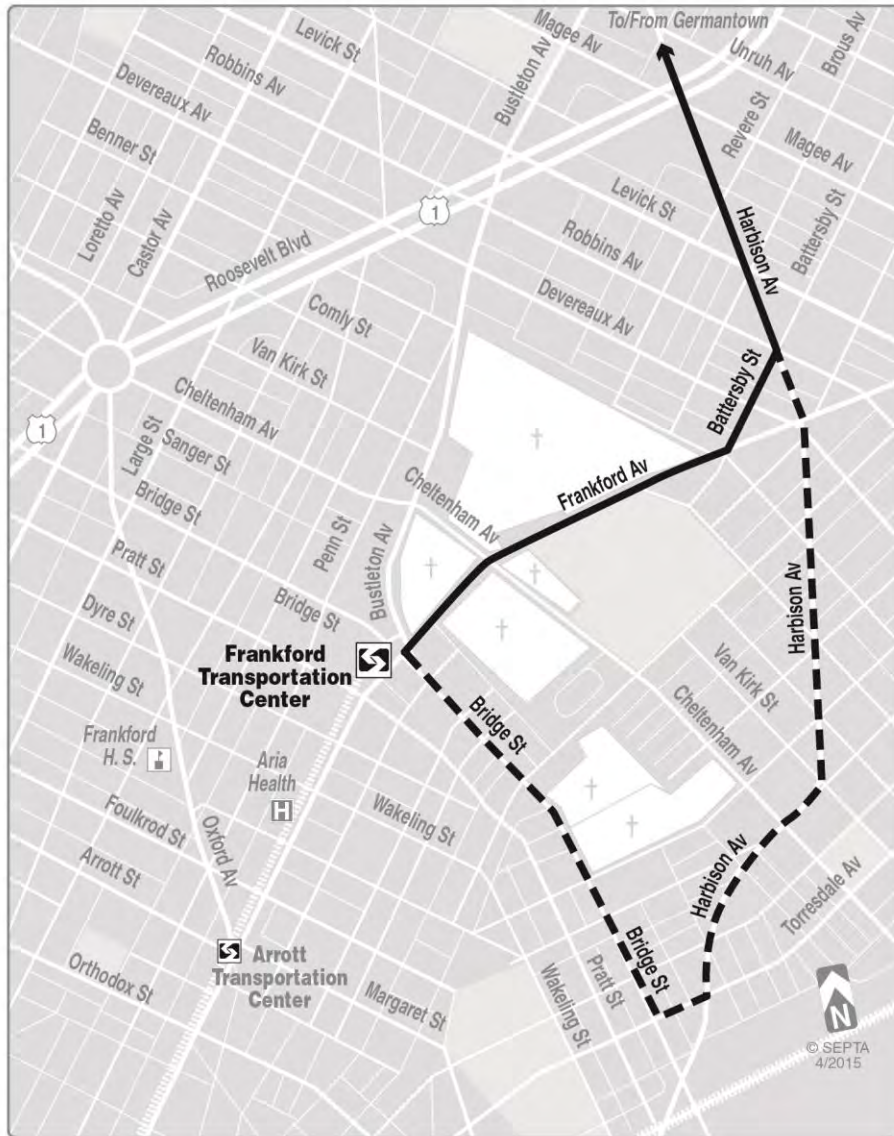 To/From Germantown
Magee Av
Levick St
Bustleton Av
Unruh Av
Brous Av
Robbins Av
Devereaux Av
Revere St
Magee Av
Benner St
Levick St
Battersby St
Loretto Av
Castor Av
1
Harbison Av
Roosevelt Blvd
Robbins Av
Devereaux Av
Comly St
Van Kirk St
Battersby St
Cheltenham Av
1
Large St
Sanger St
Frankford Av
Bridge St
Cheltenham Av
Penn St
Bustleton Av
Pratt St
Bridge St
Harbison Av
Dyre St
Frankford
Transportation
Center
Wakeling St
Van Kirk St
Bridge St
Cheltenham Av
Frankford
H. S.
Aria
Health
H
Wakeling St
Foulkrod St
Oxford Av
Harbison Av
Arrott St
Torresdale Av
Bridge St
Arrott
Transportation
Center
Pratt St
Wakeling St
Orthodox St
Margaret St
N
© SEPTA
4/2015